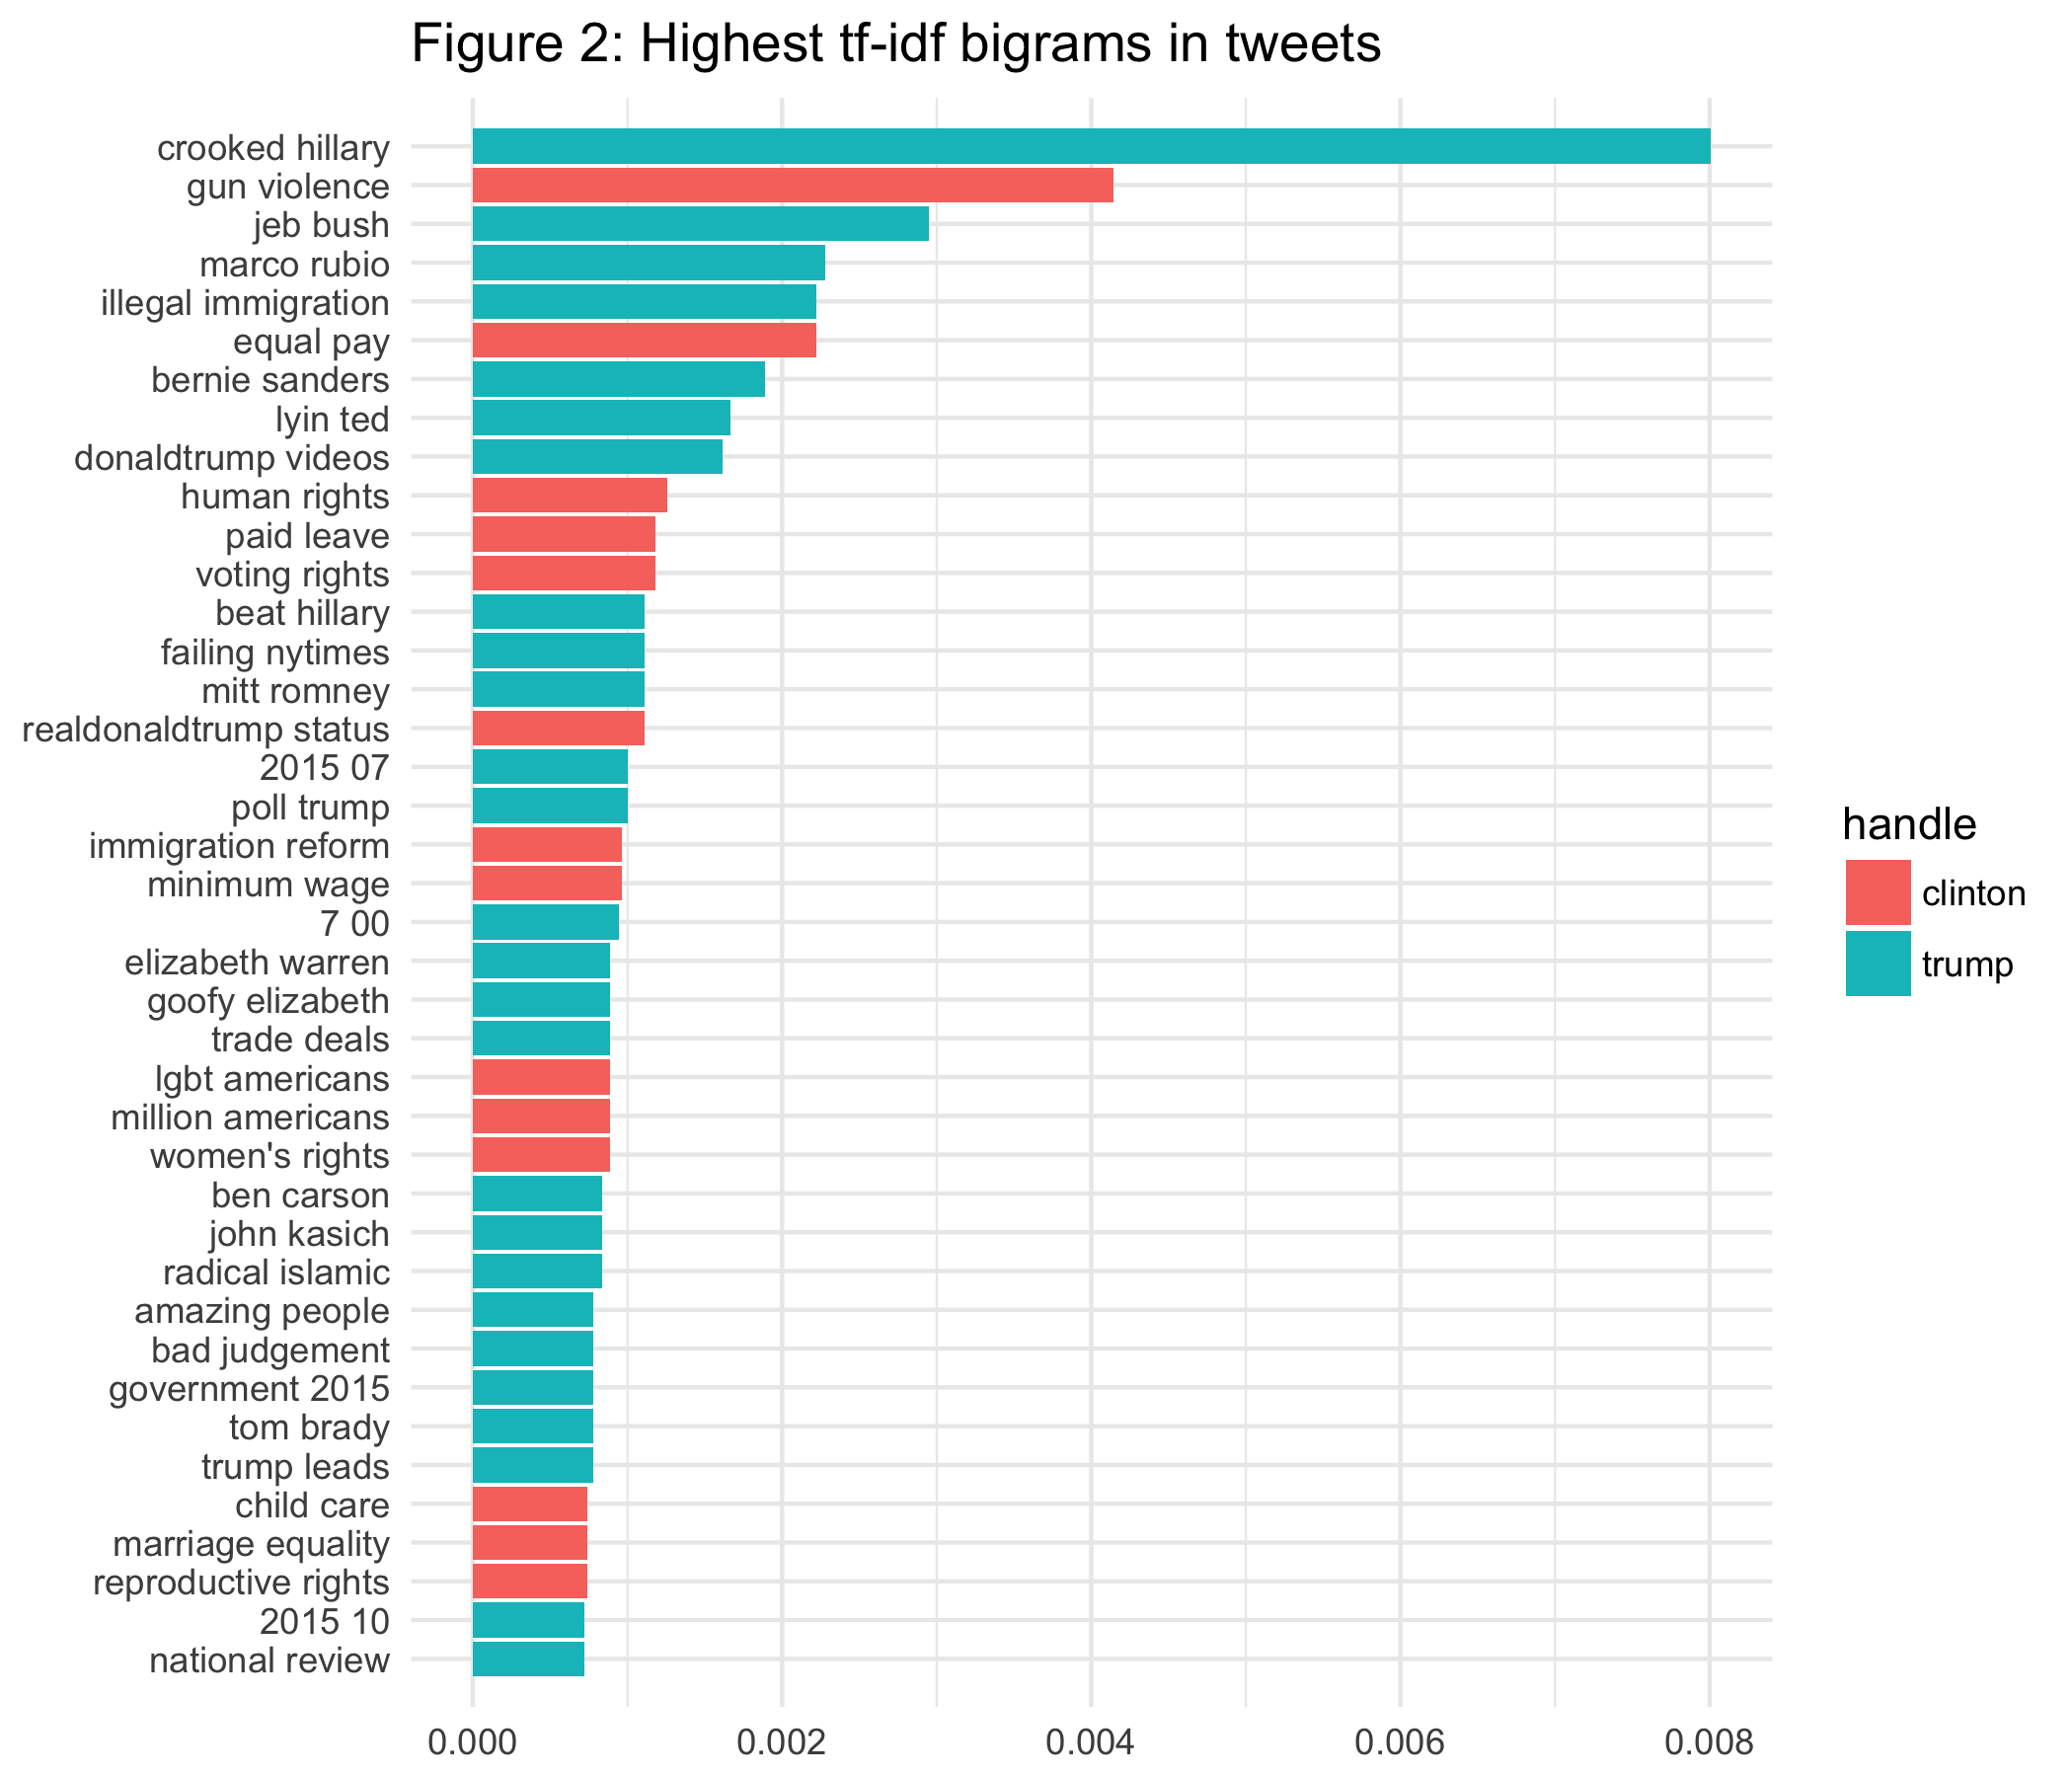 Figure 2: Highest tf-idf bigrams in tweets
crooked hillary
gun violence
jeb bush
marco rubio
illegal immigration
equal pay
bernie sanders
lyin ted
donaldtrump videos
human rights
paid leave
voting rights
beat hillary
failing nytimes
mitt romney
realdonaldtrump status
2015 07
poll trump
immigration reform
minimum wage
7 00
elizabeth warren
goofy elizabeth
trade deals
lgbt americans
million americans
women's rights
ben carson
john kasich
radical islamic
amazing people
bad judgement
government 2015
tom brady
trump leads
child care
marriage equality
reproductive rights
2015 10
national review
0.000 0.002 0.004 0.006 0.008
handle
clinton
trump